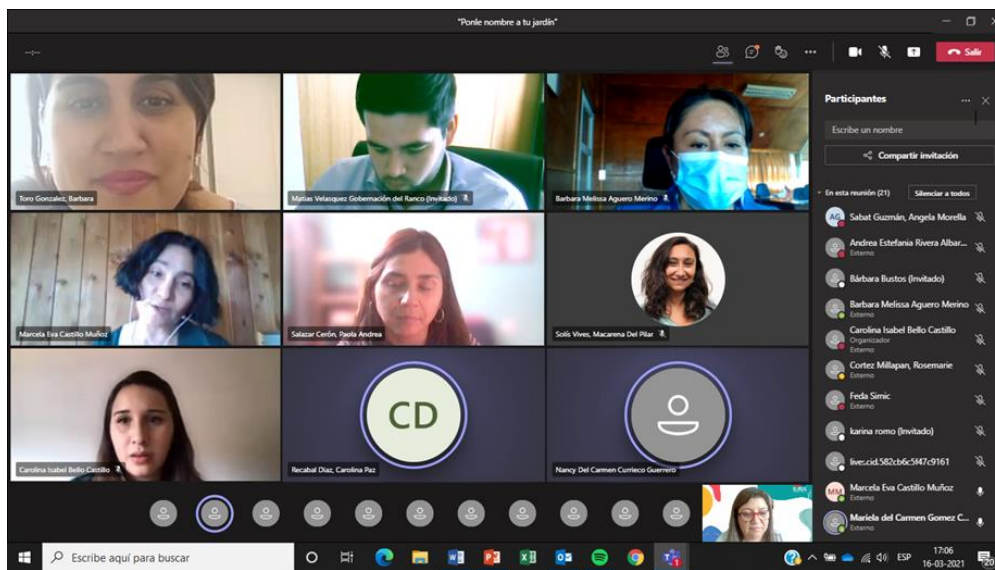 "Ponle nombre a tu jardín"
Salir
Toro Gonzalez, Barbara
Matias Velasquez Gobernación del Ranco (Invitado)
Barbara Melissa Aguero Merino
Marcela Eva Castillo Muñoz
Salazar Cerón, Paola Andrea
Solís Vives, Macarena Del Pilar
CD
Carolina Isabel Bello Castillo
Recabal Diaz, Carolina Paz
Nancy Del Carmen Currieco Guerrero
Participantes
Escribe un nombre
Compartir invitación
En esta reunión (21)
Silenciar a todos
AG
Sabat Guzmán, Angela Morella
Andrea Estefania Rivera Albar...
Externo
Bárbara Bustos (Invitado)
Barbara Melissa Aguero Merino
Externo
Carolina Isabel Bello Castillo
Organizador
Externo
Cortez Millapan, Rosemarie
Externo
Feda Simic
Externo
karina romo (Invitado)
live:.cid.582cb6c5f47c9161
MM
Marcela Eva Castillo Muñoz
Externo
Mariela del Carmen Gomez C...
Externo
Escribe aquí para buscar
ESP
17:06
16-03-2021
20